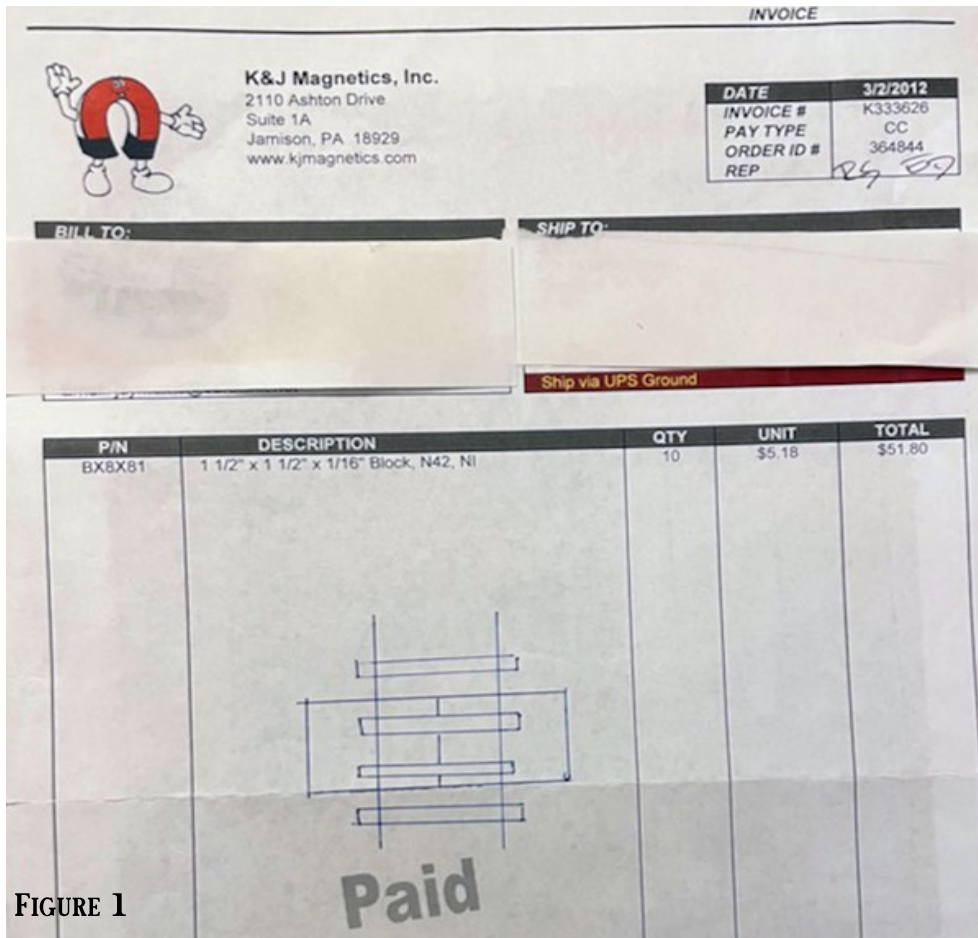 INVOICE
K&J Magnetics, Inc.
2110 Ashton Drive
Suite 1A
Jamison, PA 18929
www.kjmagnetics.com
DATE 3/2/2012
INVOICE # K333626
PAY TYPE CC
ORDER ID # 364844
REP
BILL TO:
SHIP TO:
Ship via UPS Ground
P/N DESCRIPTION QTY UNIT TOTAL
BX8X81 1 1/2" x 1 1/2" x 1/16" Block, N42, NI 10 $5.18 $51.80
Paid
FIGURE 1